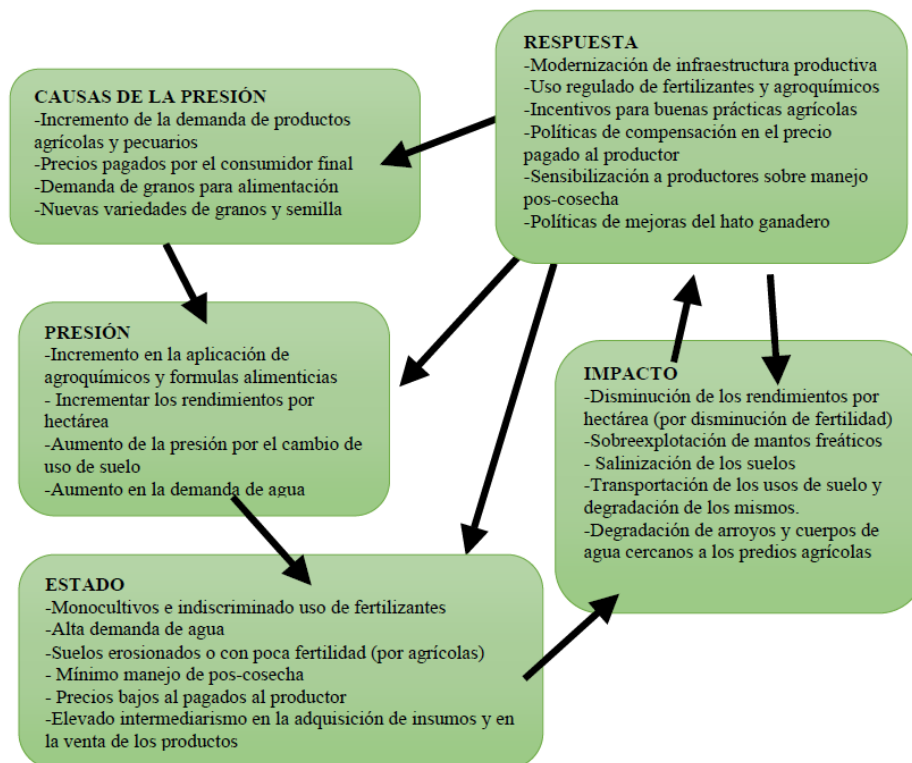 CAUSAS DE LA PRESIÓN
-Incremento de la demanda de productos
agrícolas y pecuarios
-Precios pagados por el consumidor final
-Demanda de granos para alimentación
-Nuevas variedades de granos y semilla
RESPUESTA
-Modernización de infraestructura productiva
-Uso regulado de fertilizantes y agroquímicos
-Incentivos para buenas prácticas agrícolas
-Políticas de compensación en el precio
pagado al productor
-Sensibilización a productores sobre manejo
pos-cosecha
-Políticas de mejoras del hato ganadero
PRESIÓN
-Incremento en la aplicación de
agroquímicos y formulas alimenticias
- Incrementar los rendimientos por
hectárea
-Aumento de la presión por el cambio de
uso de suelo
-Aumento en la demanda de agua
IMPACTO
-Disminución de los rendimientos por
hectárea (por disminución de fertilidad)
-Sobreexplotación de mantos freáticos
- Salinización de los suelos
-Transportación de los usos de suelo y
degradación de los mismos.
-Degradación de arroyos y cuerpos de
agua cercanos a los predios agrícolas
ESTADO
-Monocultivos e indiscriminado uso de fertilizantes
-Alta demanda de agua
-Suelos erosionados o con poca fertilidad (por agrícolas)
- Mínimo manejo de pos-cosecha
- Precios bajos al pagados al productor
-Elevado intermediarismo en la adquisición de insumos y en
la venta de los productos